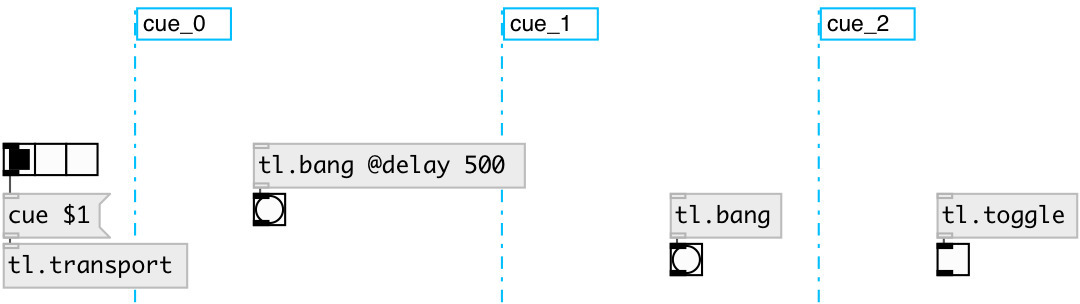 cue_0
cue_1
cue_2
tl.bang @delay 500
cue $1
tl.bang
tl.toggle
tl.transport